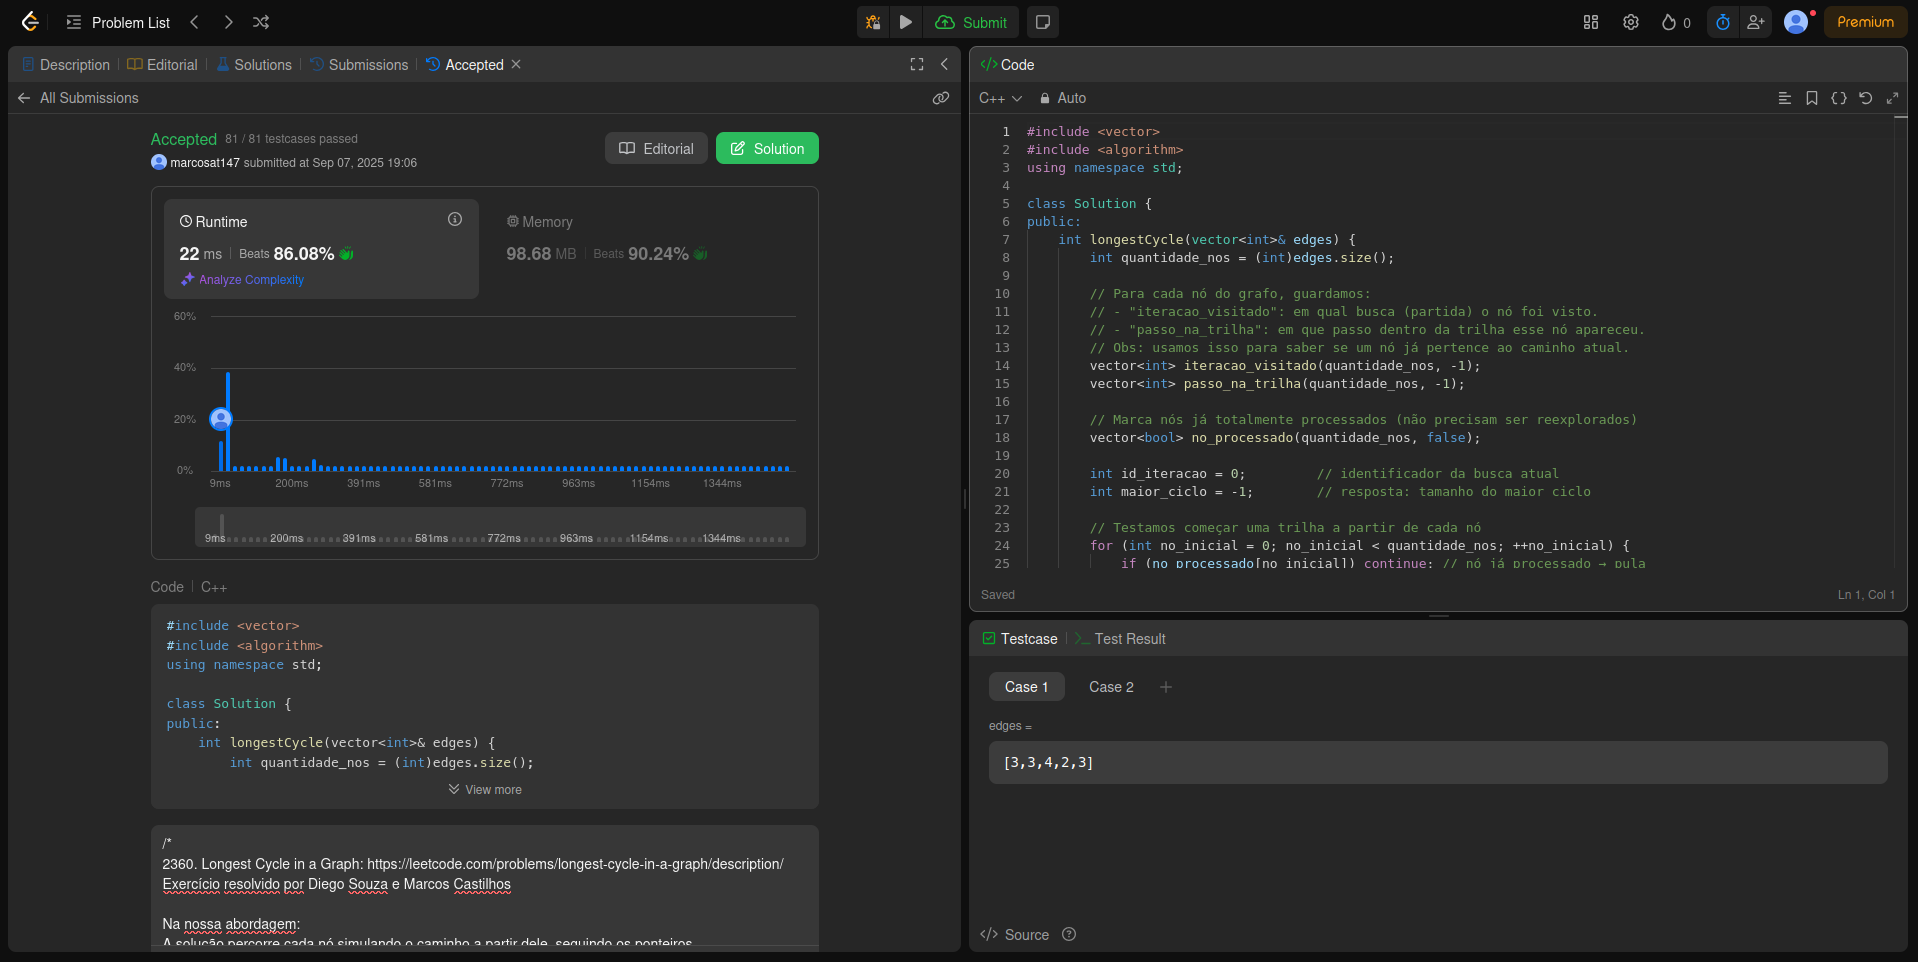 Problem List
Submit
0
Premium
Description
Editorial
Solutions
Submissions
Accepted
All Submissions
Accepted 81 / 81 testcases passed
marcosat147 submitted at Sep 07, 2025 19:06
Editorial
Solution
Runtime
22 ms | Beats 86.08%
Analyze Complexity
Memory
98.68 MB | Beats 90.24%
60%
40%
20%
0%
9ms 200ms 391ms 581ms 772ms 963ms 1154ms 1344ms
9ms 200ms 391ms 581ms 772ms 963ms 1154ms 1344ms
Code | C++
#include <vector>
#include <algorithm>
using namespace std;
class Solution {
public:
int longestCycle(vector<int>& edges) {
int quantidade_nos = (int)edges.size();
View more
/*
2360. Longest Cycle in a Graph: https://leetcode.com/problems/longest-cycle-in-a-graph/description/
Exercício resolvido por Diego Souza e Marcos Castilhos
Na nossa abordagem:
A solução percorre cada nó simulando o caminho a partir dele, seguindo os ponteiros
</> Code
C++ Auto
1 #include <vector>
2 #include <algorithm>
3 using namespace std;
4
5 class Solution {
6 public:
7 int longestCycle(vector<int>& edges) {
8 int quantidade_nos = (int)edges.size();
9
10 // Para cada nó do grafo, guardamos:
11 // - "iteracao_visitado": em qual busca (partida) o nó foi visto.
12 // - "passo_na_trilha": em que passo dentro da trilha esse nó apareceu.
13 // Obs: usamos isso para saber se um nó já pertence ao caminho atual.
14 vector<int> iteracao_visitado(quantidade_nos, -1);
15 vector<int> passo_na_trilha(quantidade_nos, -1);
16
17 // Marca nós já totalmente processados (não precisam ser reexplorados)
18 vector<bool> no_processado(quantidade_nos, false);
19
20 int id_iteracao = 0; // identificador da busca atual
21 int maior_ciclo = -1; // resposta: tamanho do maior ciclo
22
23 // Testamos começar uma trilha a partir de cada nó
24 for (int no_inicial = 0; no_inicial < quantidade_nos; ++no_inicial) {
25 if (no_processado[no_inicial]) continue; // nó já processado → pula
Saved
Ln 1, Col 1
Testcase
Test Result
Case 1
Case 2
edges =
[3,3,4,2,3]
</> Source